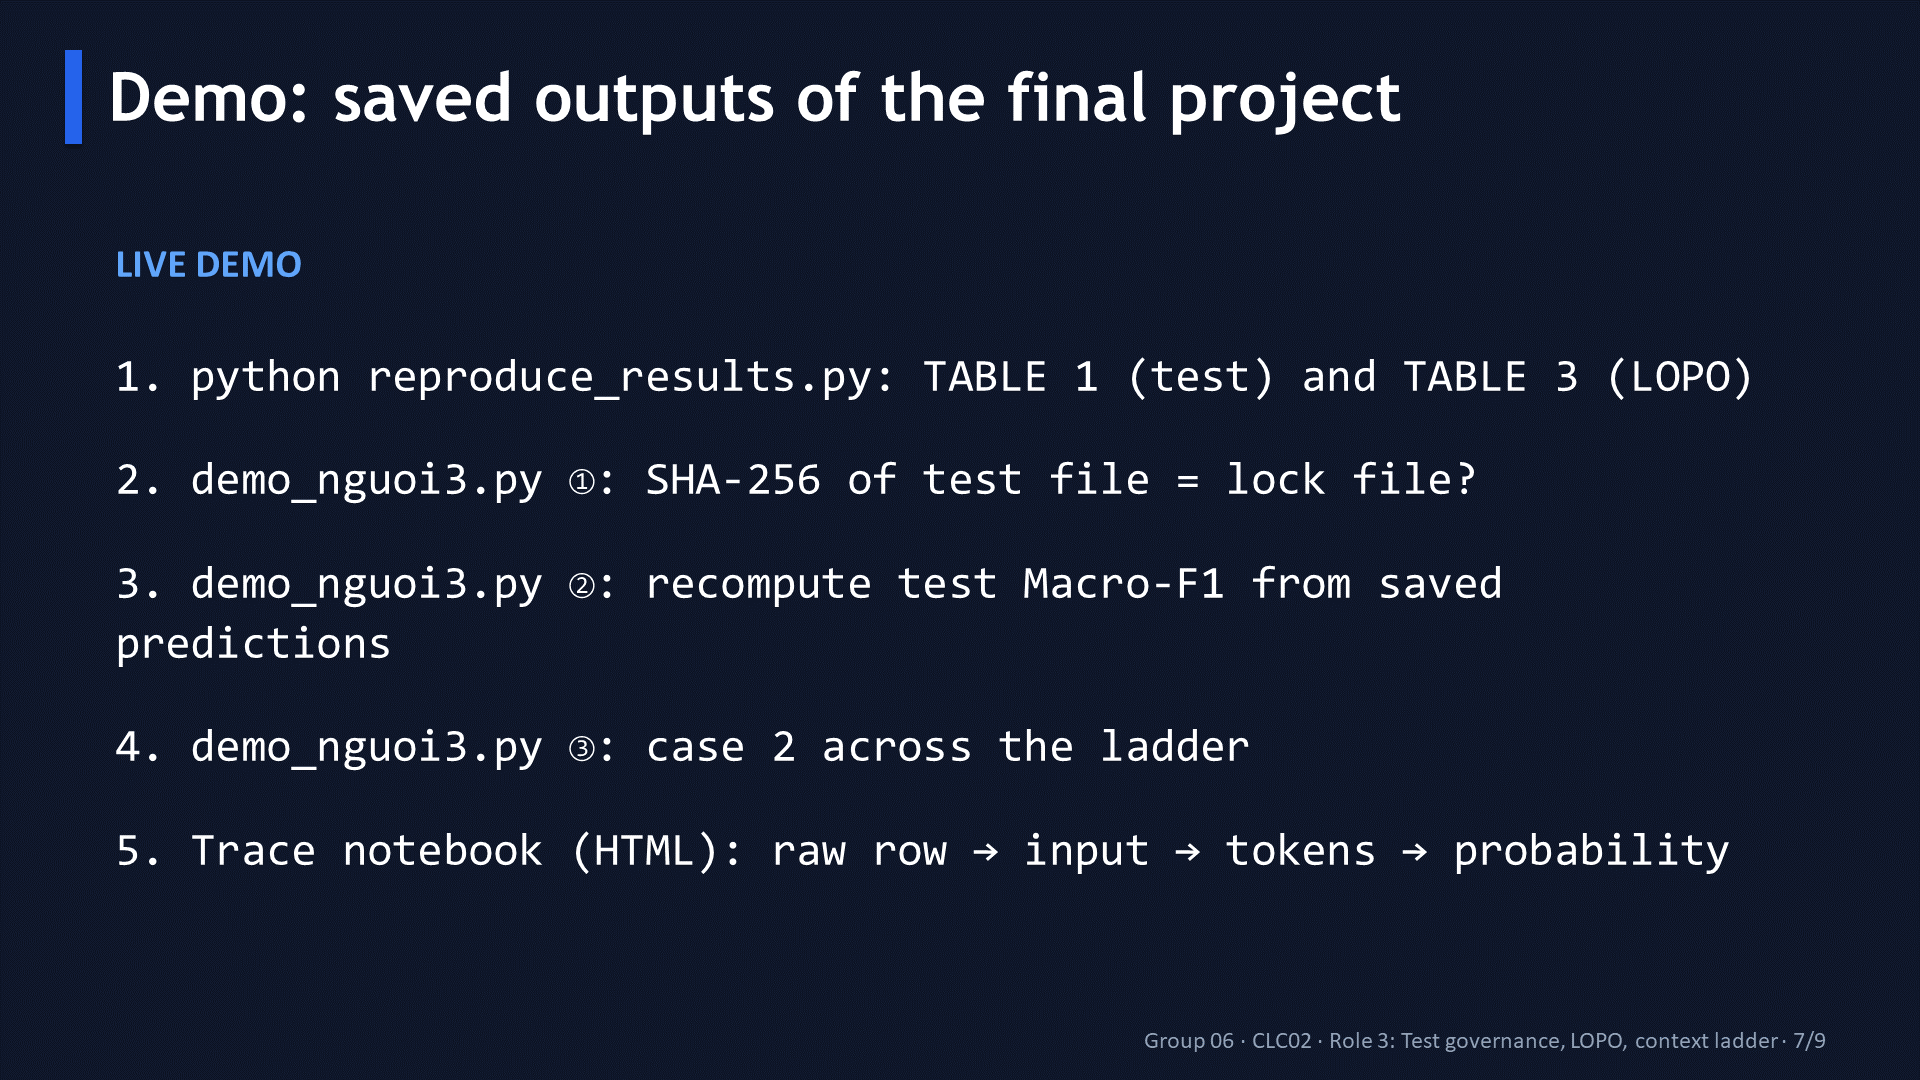 Demo: saved outputs of the final project
LIVE DEMO
1. python reproduce_results.py: TABLE 1 (test) and TABLE 3 (LOPO)
2. demo_nguoi3.py ①: SHA-256 of test file = lock file?
3. demo_nguoi3.py ②: recompute test Macro-F1 from saved
predictions
4. demo_nguoi3.py ③: case 2 across the ladder
5. Trace notebook (HTML): raw row → input → tokens → probability
Group 06 · CLC02 · Role 3: Test governance, LOPO, context ladder · 7/9